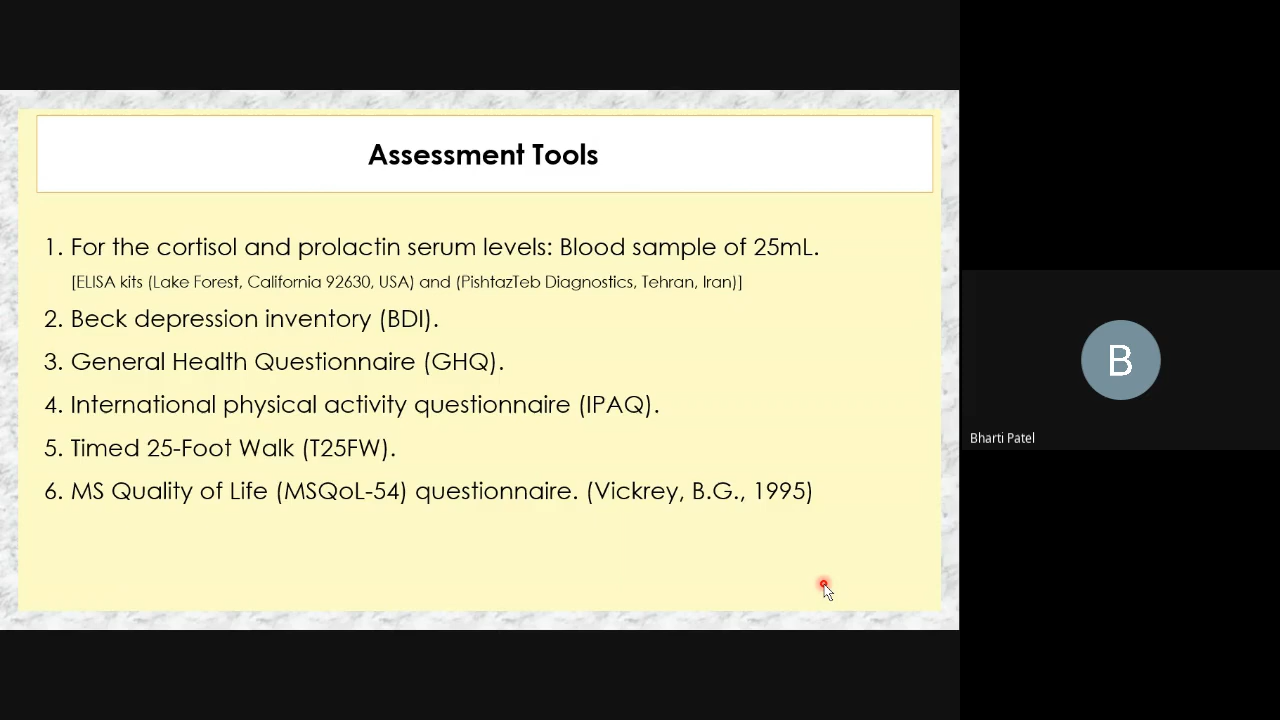 Assessment Tools
1. For the cortisol and prolactin serum levels: Blood sample of 25mL.
[ELISA kits (Lake Forest, California 92630, USA) and (PishtazTeb Diagnostics, Tehran, Iran)]
2. Beck depression inventory (BDI).
3. General Health Questionnaire (GHQ).
4. International physical activity questionnaire (IPAQ).
5. Timed 25-Foot Walk (T25FW).
6. MS Quality of Life (MSQoL-54) questionnaire. (Vickrey, B.G., 1995)
B
Bharti Patel